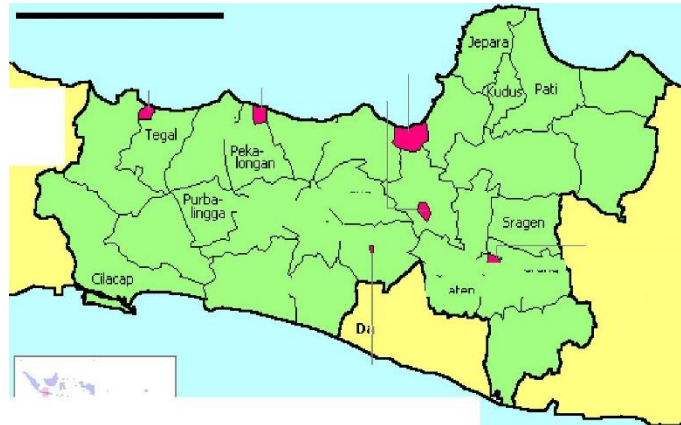 Jepara
Kudus
Pati
Tegal
Peka-
longan
Purba-
lingga
Sragen
Cilacap
aten
Da